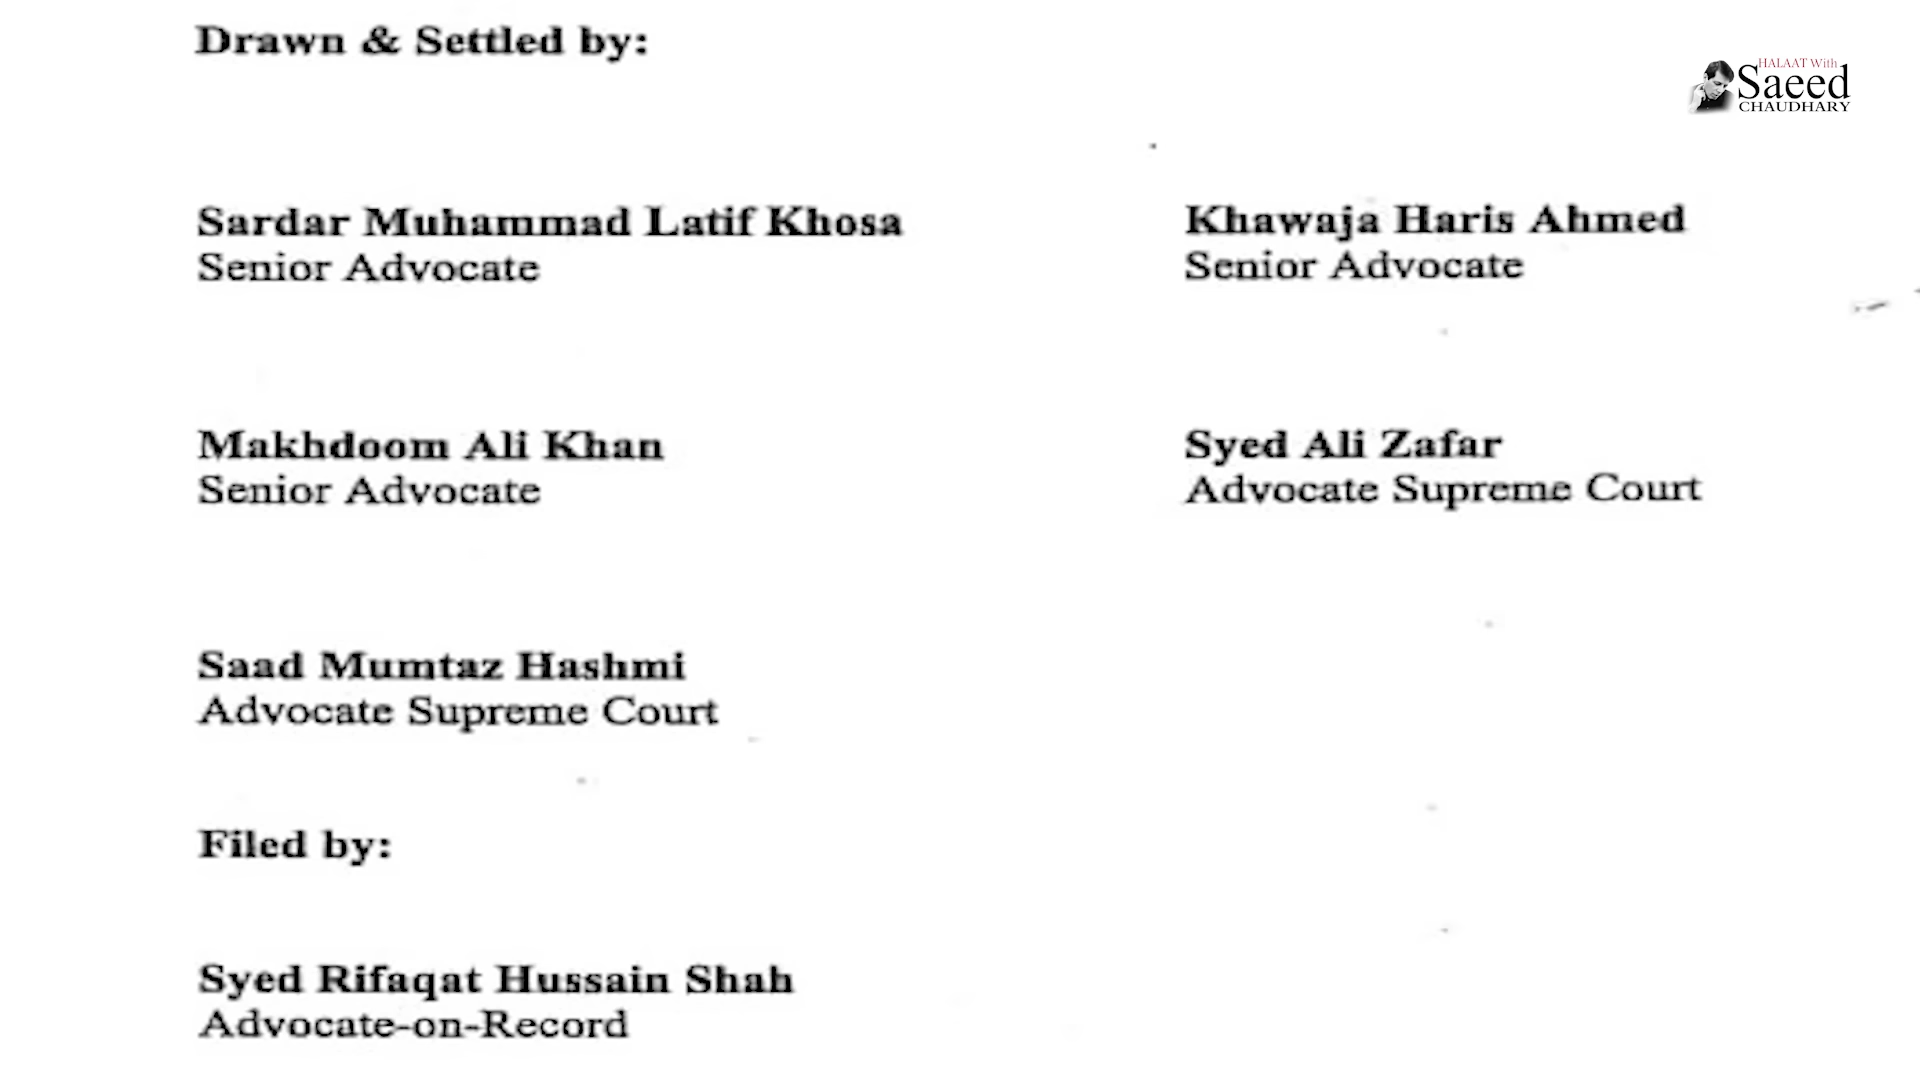 Drawn & Settled by:
HALAAT With
Saeed
CHAUDHARY
Sardar Muhammad Latif Khosa
Senior Advocate
Khawaja Haris Ahmed
Senior Advocate
Makhdoom Ali Khan
Senior Advocate
Syed Ali Zafar
Advocate Supreme Court
Saad Mumtaz Hashmi
Advocate Supreme Court
Filed by:
Syed Rifaqat Hussain Shah
Advocate-on-Record